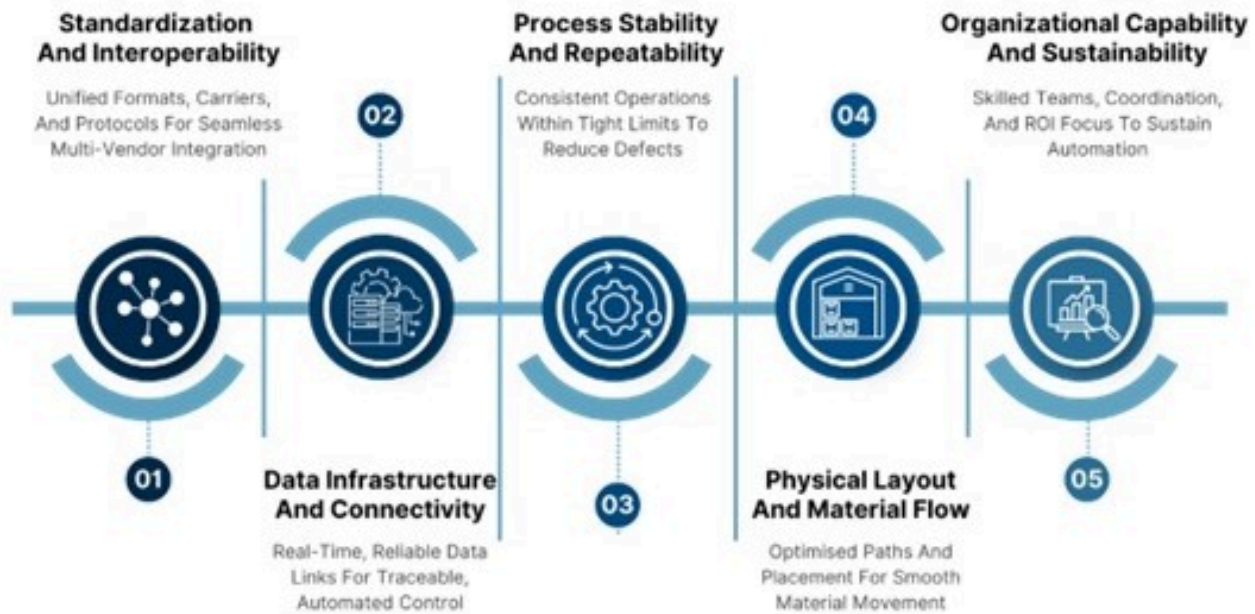 Standardization
And Interoperability
Unified Formats, Carriers,
And Protocols For Seamless
Multi-Vendor Integration
01
02
Data Infrastructure
And Connectivity
Real-Time, Reliable Data
Links For Traceable,
Automated Control
Process Stability
And Repeatability
Consistent Operations
Within Tight Limits To
Reduce Defects
03
04
Physical Layout
And Material Flow
Optimised Paths And
Placement For Smooth
Material Movement
Organizational Capability
And Sustainability
Skilled Teams, Coordination,
And ROI Focus To Sustain
Automation
05